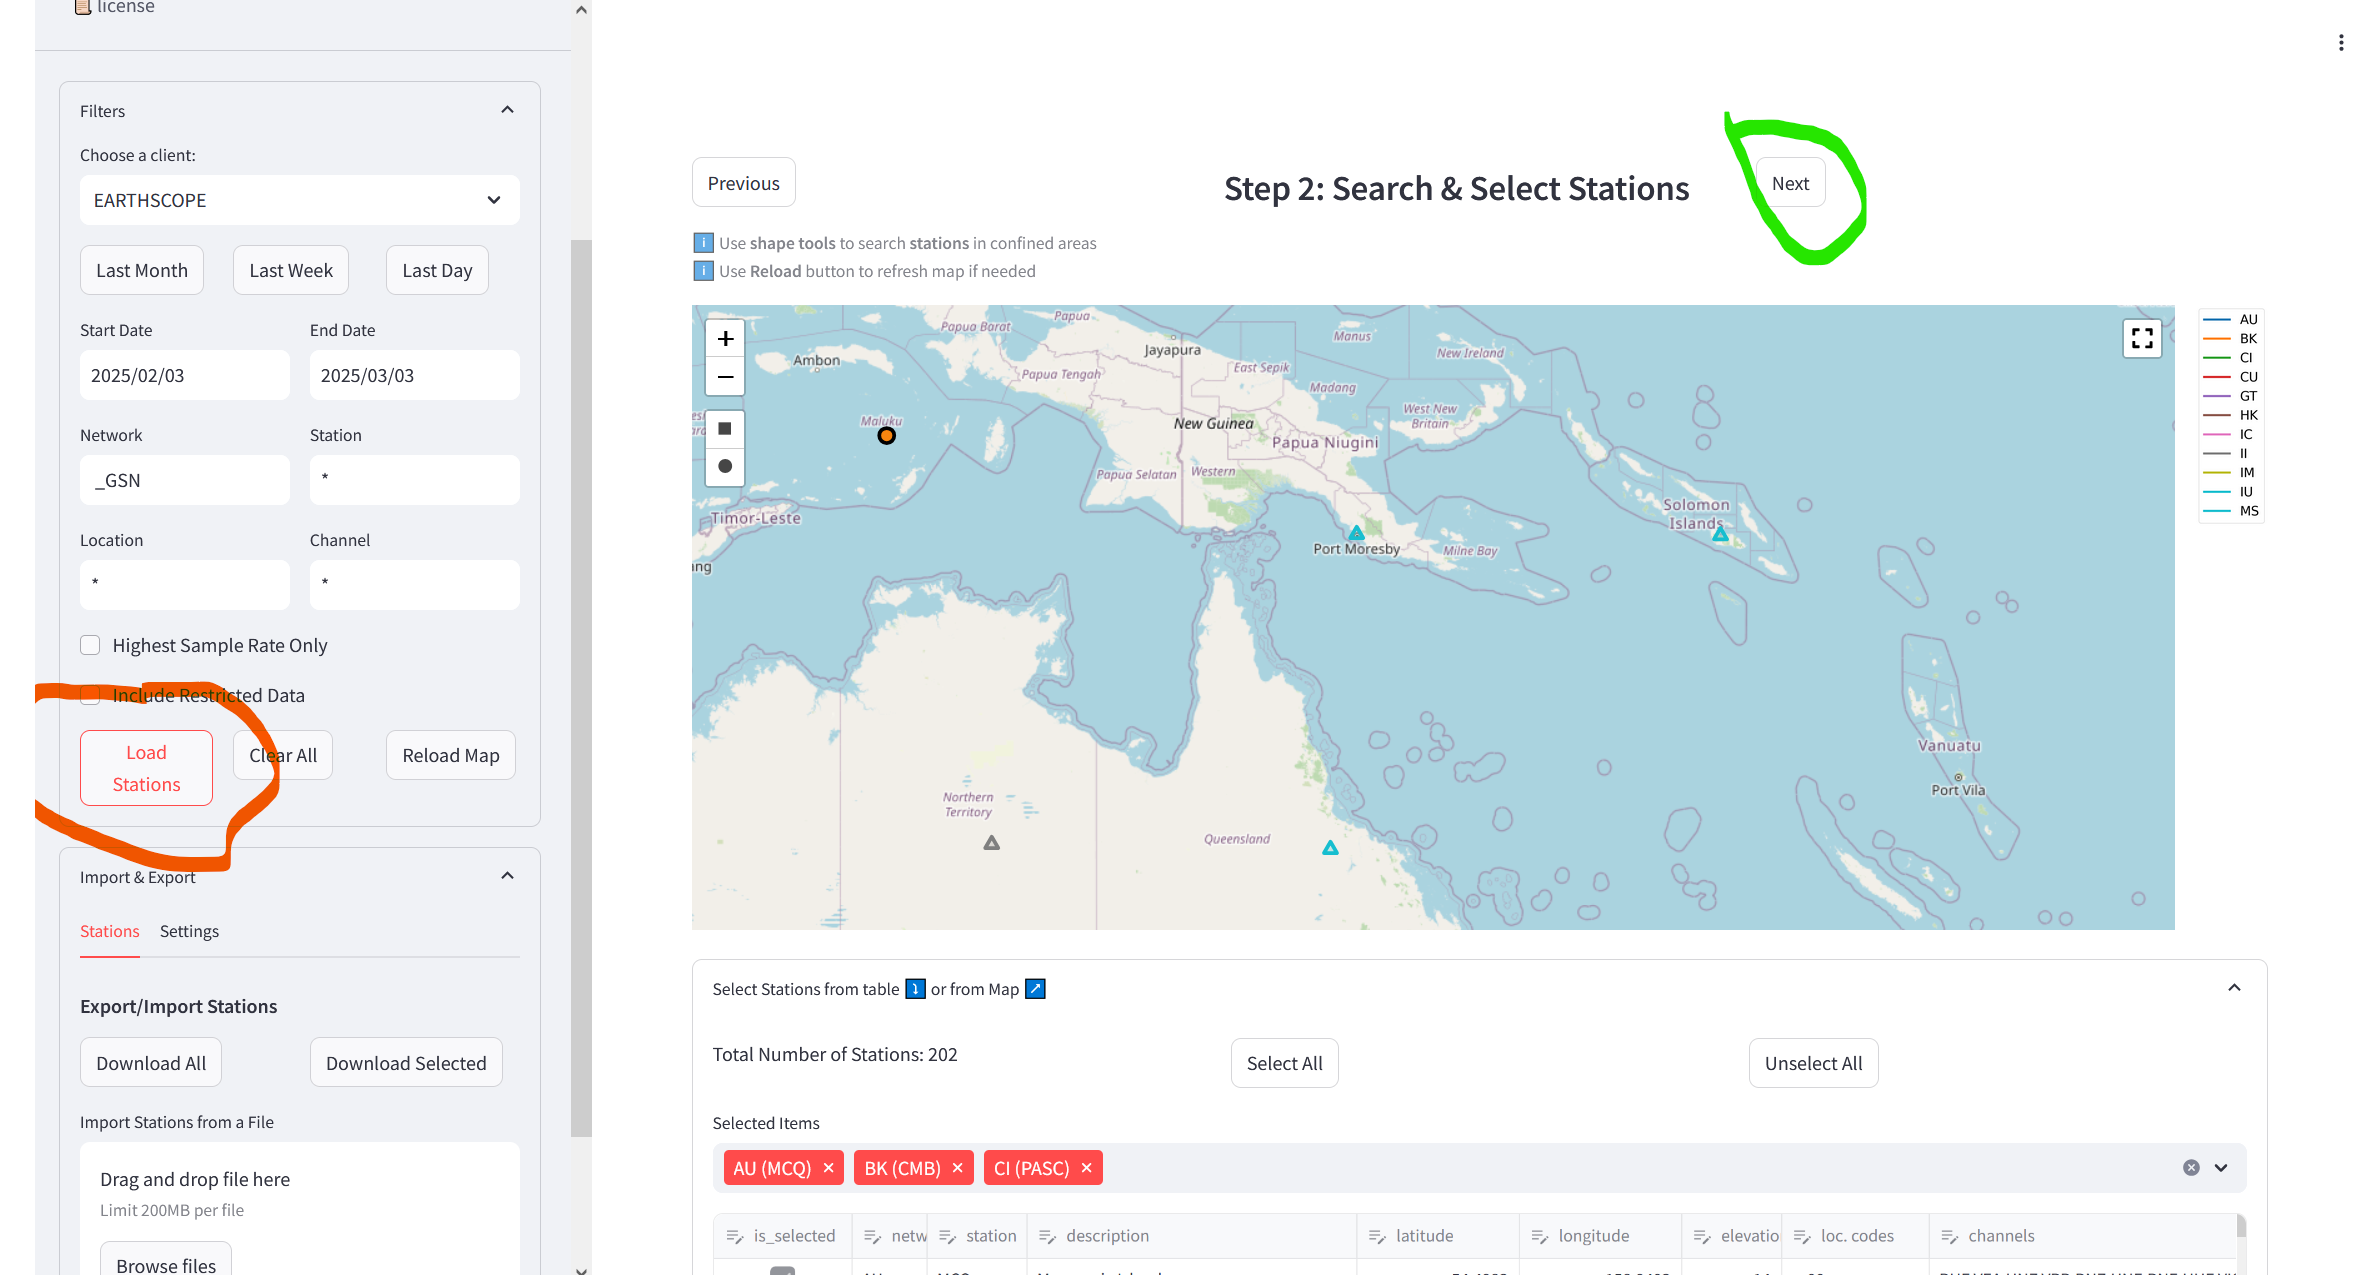 license
Filters
Choose a client:
EARTHSCOPE
Last Month
Last Week
Last Day
Start Date
End Date
2025/02/03
2025/03/03
Network
Station
_GSN
*
Location
Channel
*
*
Highest Sample Rate Only
Include Restricted Data
Load Stations
Clear All
Reload Map
Import & Export
Stations
Settings
Export/Import Stations
Download All
Download Selected
Import Stations from a File
Drag and drop file here
Limit 200MB per file
Browse files
Previous
Step 2: Search & Select Stations
Next
Use shape tools to search stations in confined areas
Use Reload button to refresh map if needed
+
−
Papua Barat
Papua
Ambon
Jayapura
Manus
New Ireland
Papua Tengah
East Sepik
Madang
Maluku
New Guinea
West New Britain
Papua Niugini
Papua Selatan
Western
Timor-Leste
Port Moresby
Milne Bay
Solomon Islands
Vanuatu
Port Vila
Northern Territory
Queensland
AU
BK
CI
CU
GT
HK
IC
II
IM
IU
MS
Select Stations from table
or from Map
Total Number of Stations: 202
Select All
Unselect All
Selected Items
AU (MCQ) ×
BK (CMB) ×
CI (PASC) ×
is_selected
netw
station
description
latitude
longitude
elevatio
loc. codes
channels